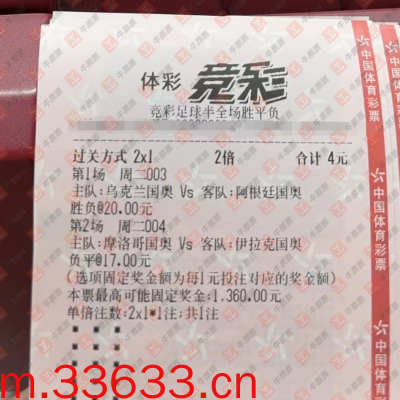 体彩 竞彩
竞彩足球半全场胜平负
过关方式 2x1 2倍 合计 4元
第1场 周二003
主队:乌克兰国奥 Vs 客队:阿根廷国奥
胜负@20.00元
第2场 周二004
主队:摩洛哥国奥 Vs 客队:伊拉克国奥
负平@17.00元
(选项固定奖金额为每1元投注对应的奖金额)
本票最高可能固定奖金:1,360.00元
单倍注数:2x1*1注;共1注
m.33633.cn
中国体育彩票
中国体育彩票
中国体育彩票